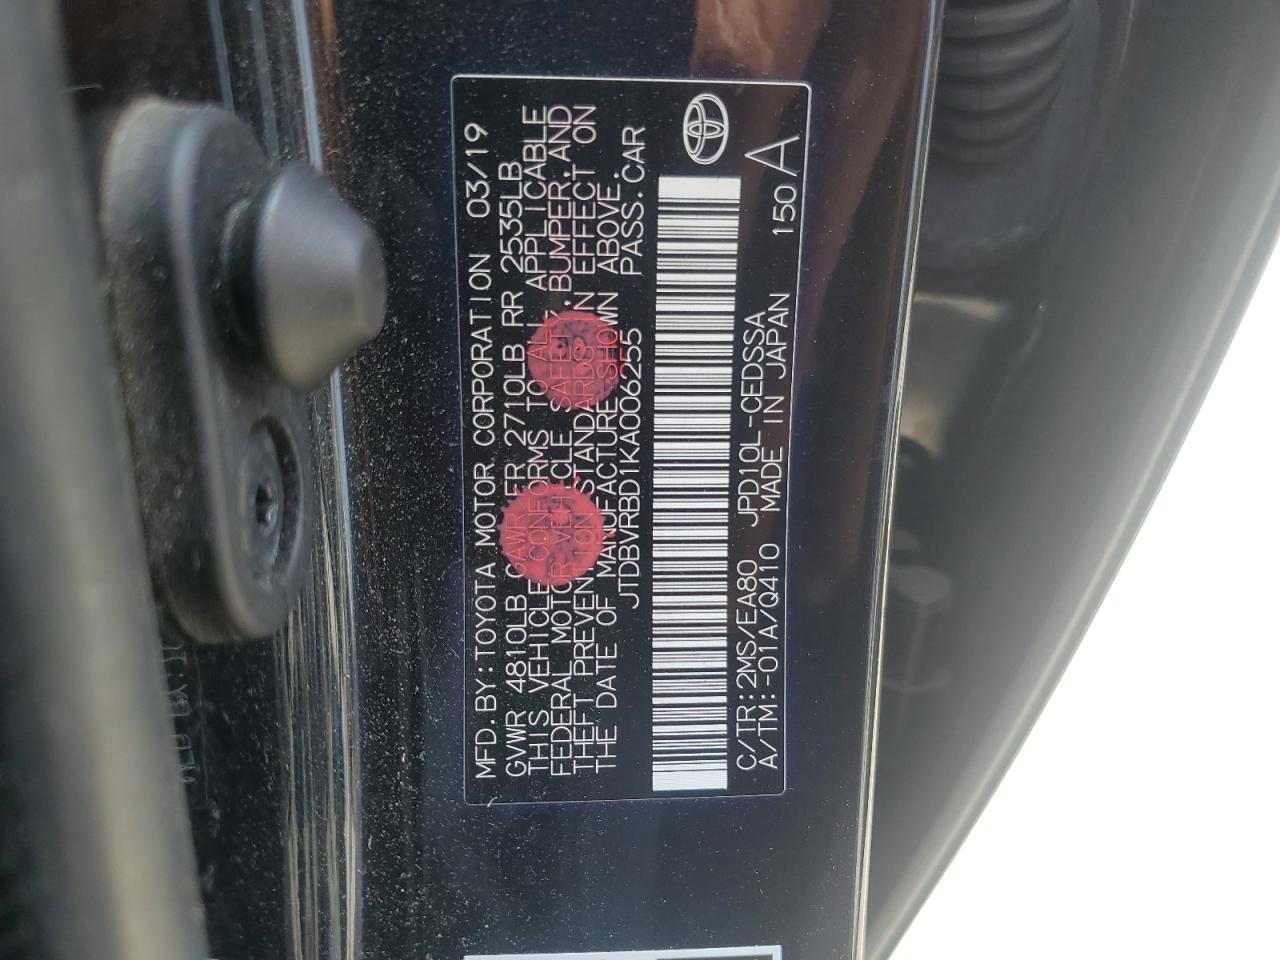 MFD.BY:TOYOTA MOTOR CORPORATION 03/19
GVWR 4810LB GAWR FR 2710LB RR 2535LB
THIS VEHICLE CONFORMS TO ALL APPLICABLE
FEDERAL MOTOR VEHICLE SAFETY,BUMPER,AND
THEFT PREVENTION STANDARDS IN EFFECT ON
THE DATE OF MANUFACTURE SHOWN ABOVE.
JTDBVRBD1KA006255 PASS.CAR
C/TR:2MS/EA80 JPD10L-CEDSSA 150A
A/TM:-01A/Q410 MADE IN JAPAN